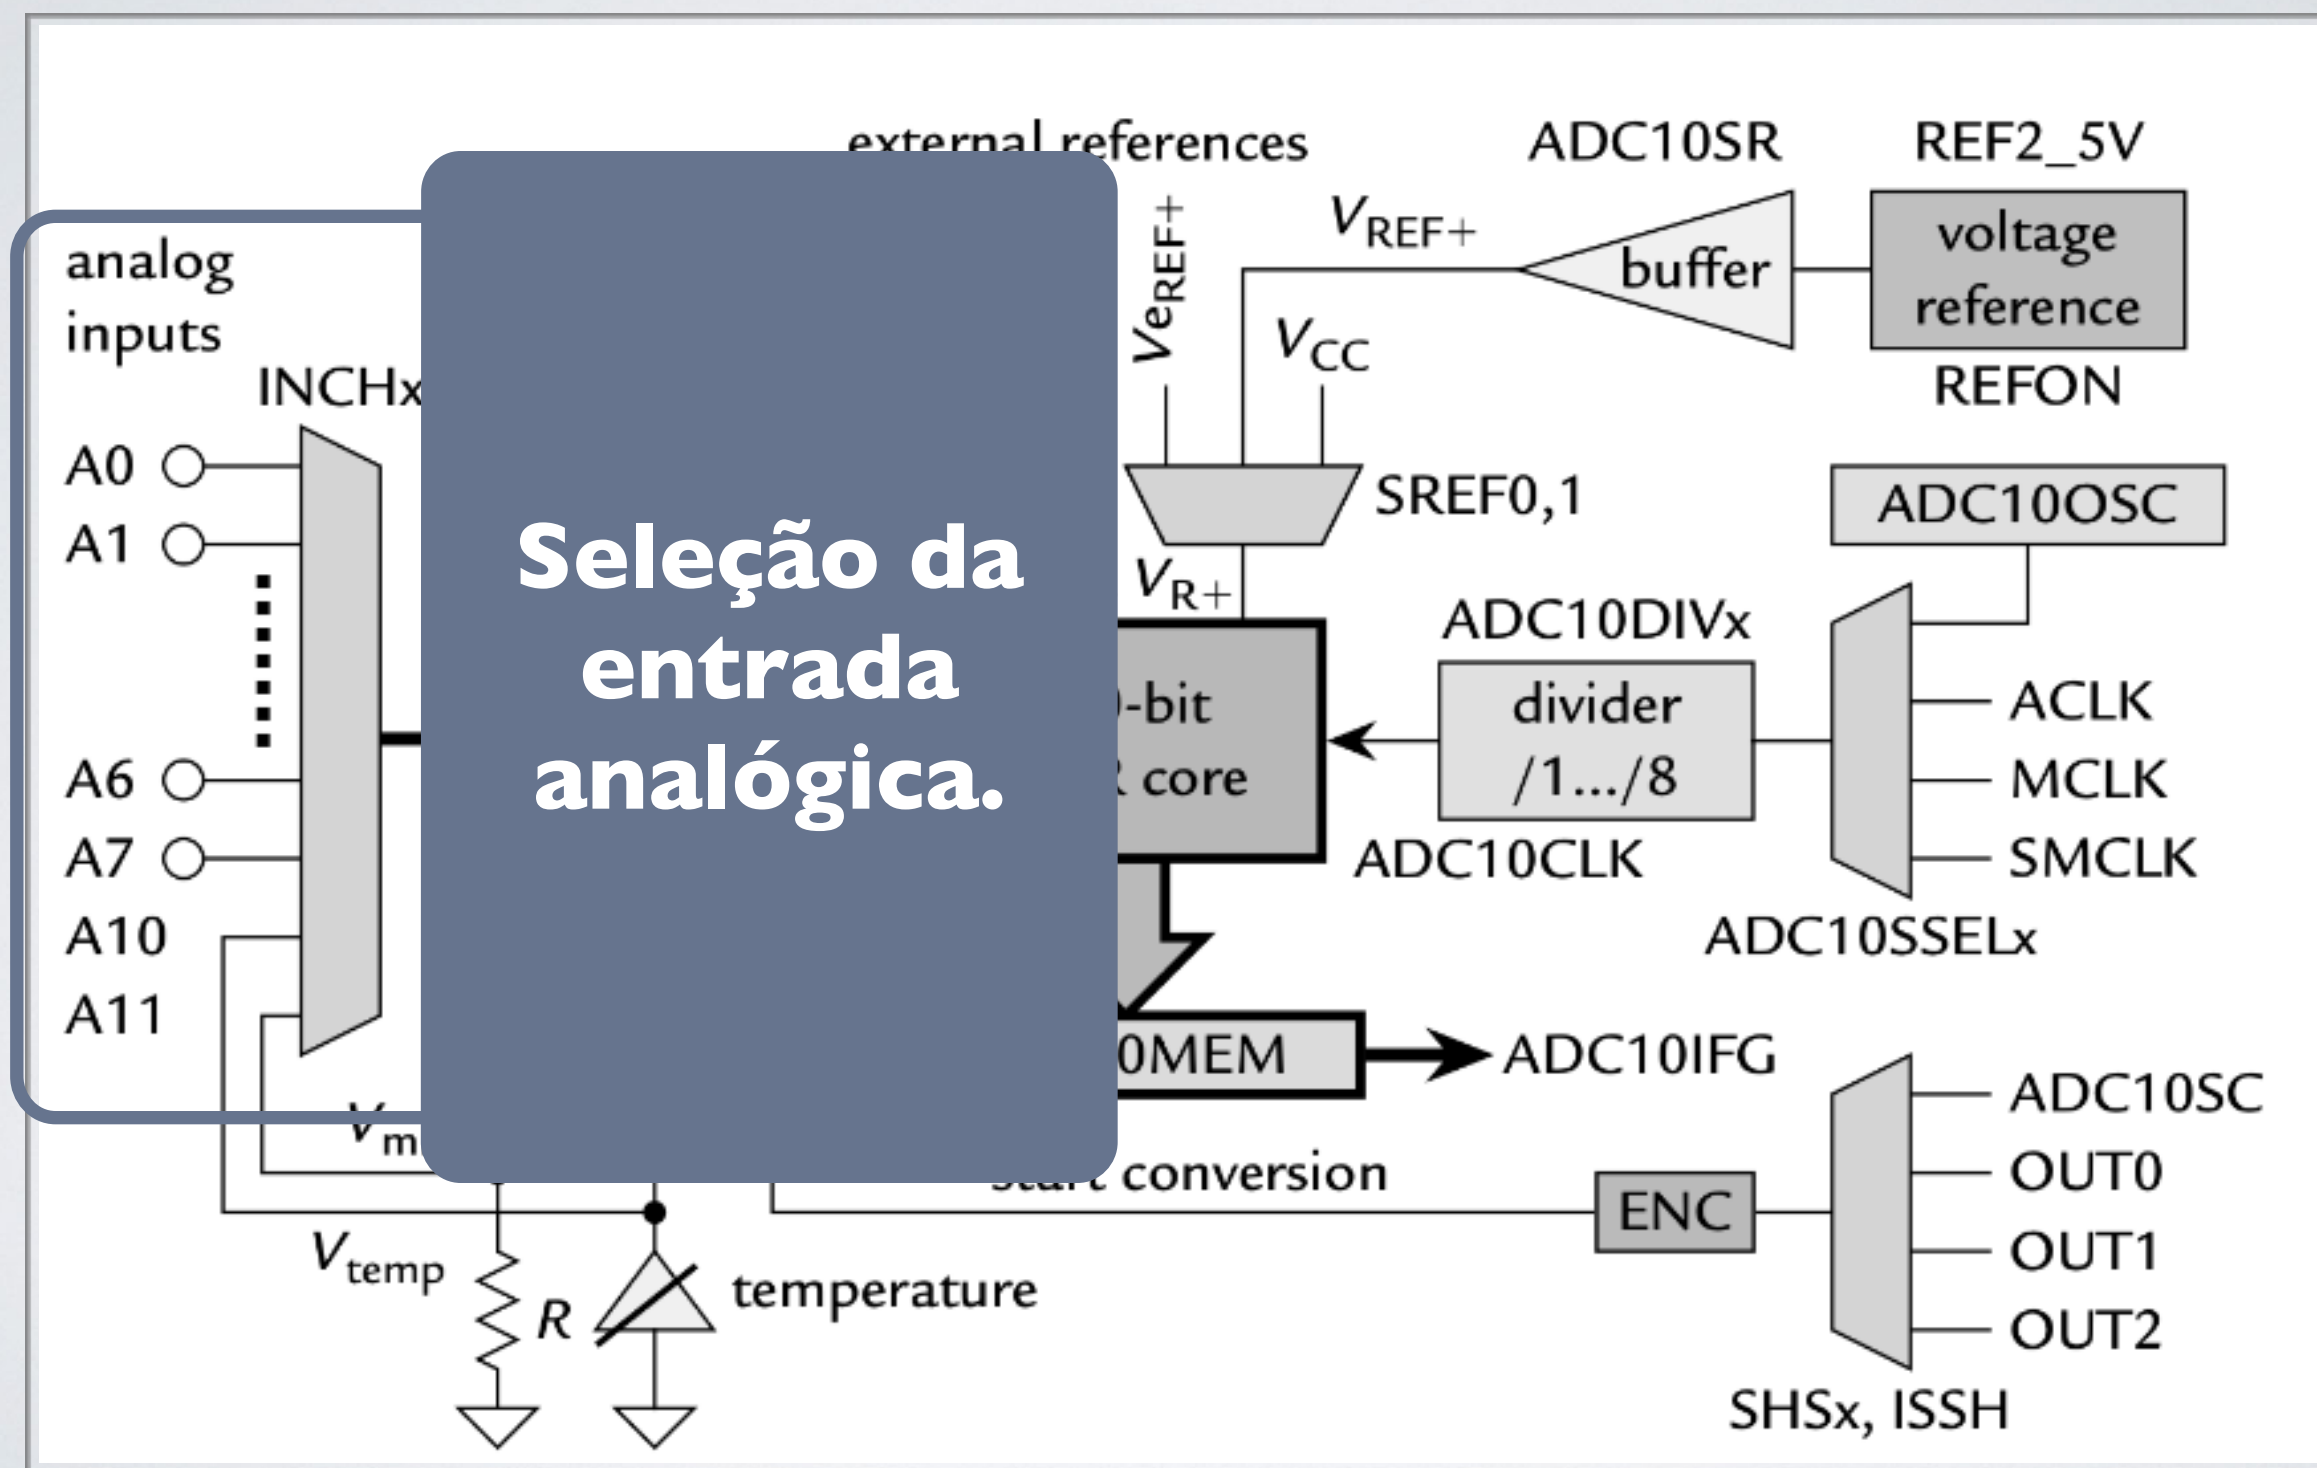 external references
ADC10SR
REF2_5V
analog
inputs
VeREF+
VREF+
buffer
voltage
reference
VCC
REFON
INCHx
A0
A1
A6
A7
A10
A11
SREF0,1
ADC10OSC
Seleção da
entrada
analógica.
VR+
ADC10DIVx
-bit
core
divider
/1.../8
ACLK
MCLK
SMCLK
ADC10CLK
ADC10SSELx
0MEM
ADC10IFG
ADC10SC
OUT0
OUT1
OUT2
Vm
start conversion
ENC
Vtemp
R
temperature
SHSx, ISSH